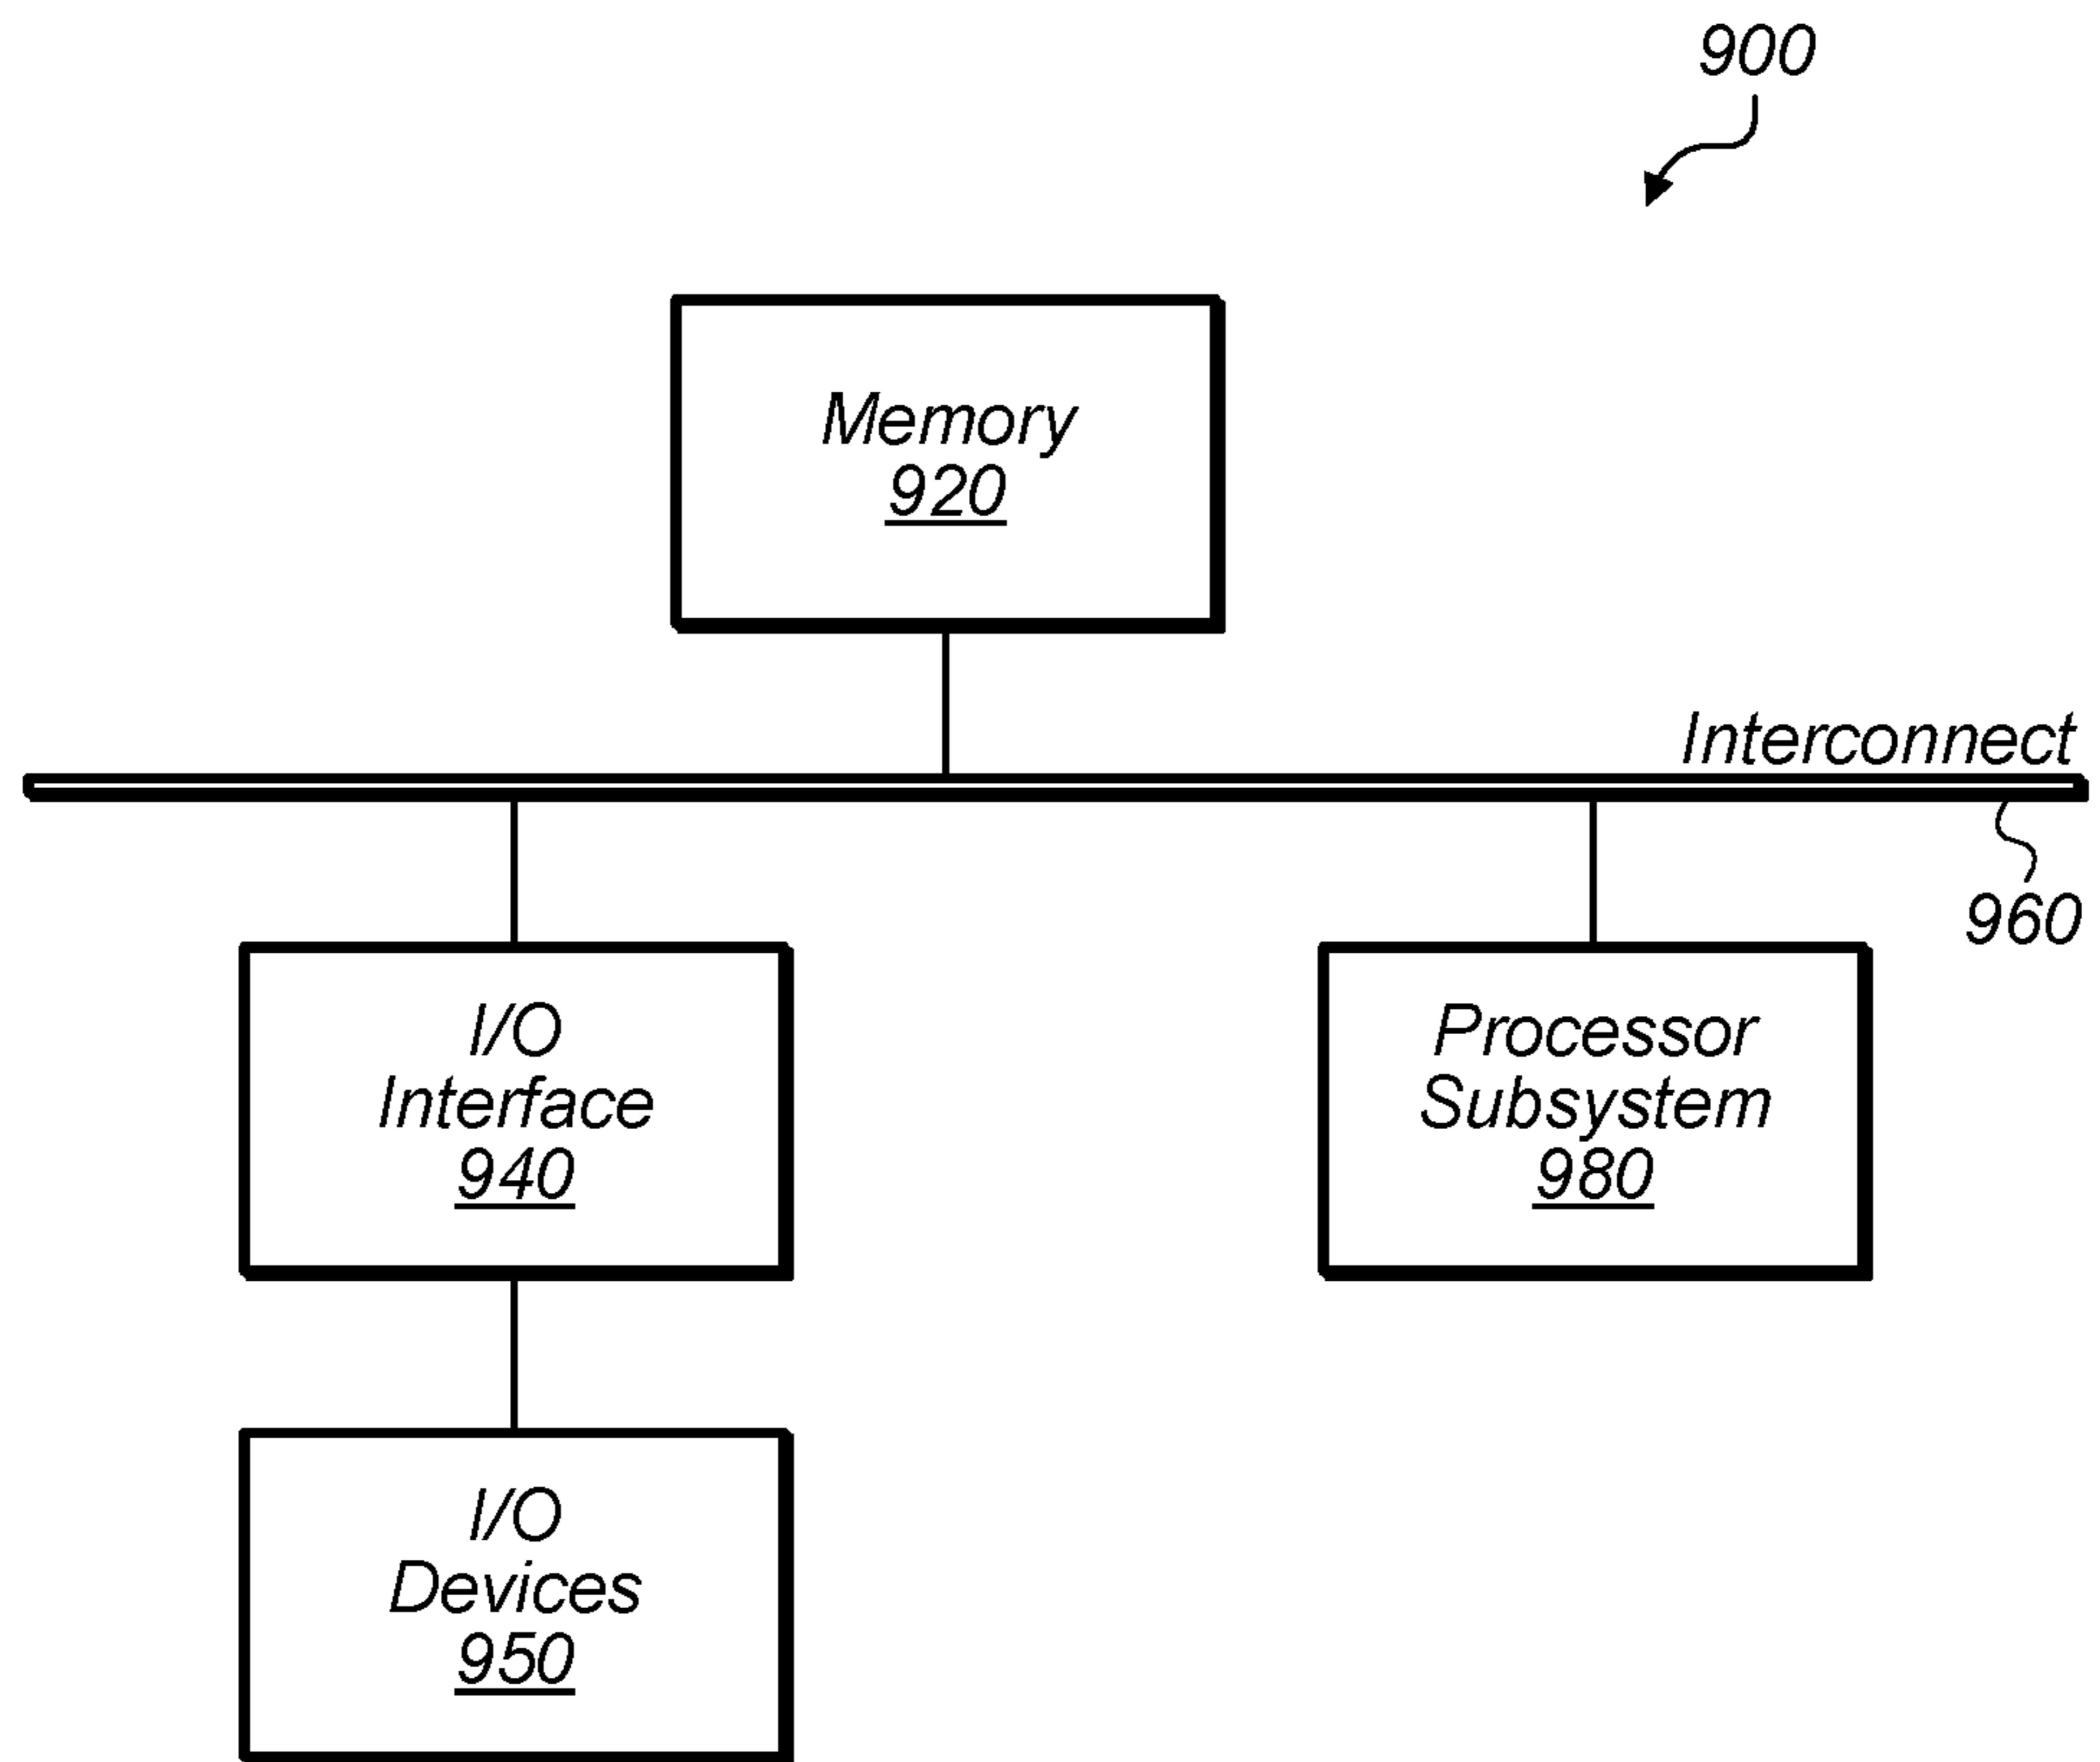 900
Memory
920
Interconnect
960
I/O
Interface
940
Processor
Subsystem
980
I/O
Devices
950